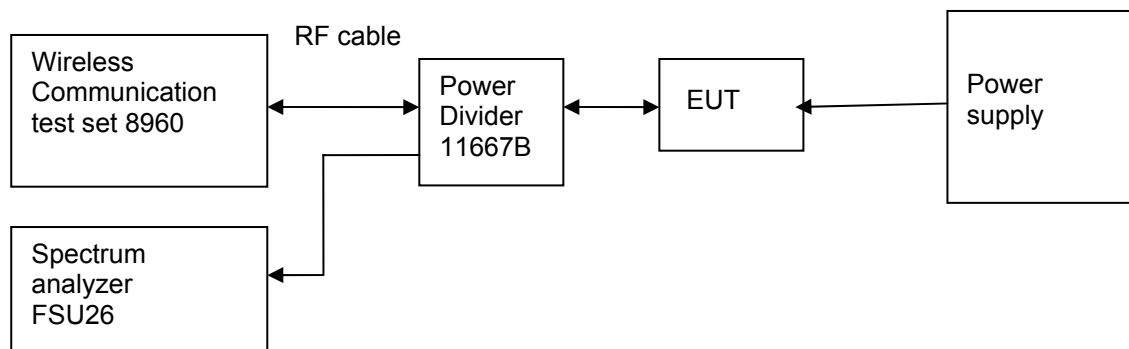 RF cable
Wireless
Communication
test set 8960
Power
Divider
11667B
EUT
Power
supply
Spectrum
analyzer
FSU26